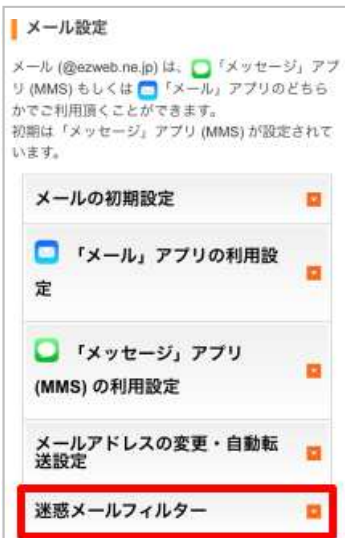 メール設定
メール (@ezweb.ne.jp) は、「メッセージ」アプ
リ (MMS) もしくは「メール」アプリのどちら
かでご利用頂くことができます。
初期は「メッセージ」アプリ (MMS) が設定されて
います。
メールの初期設定
「メール」アプリの利用設
定
「メッセージ」アプリ
(MMS) の利用設定
メールアドレスの変更・自動転
送設定
迷惑メールフィルター